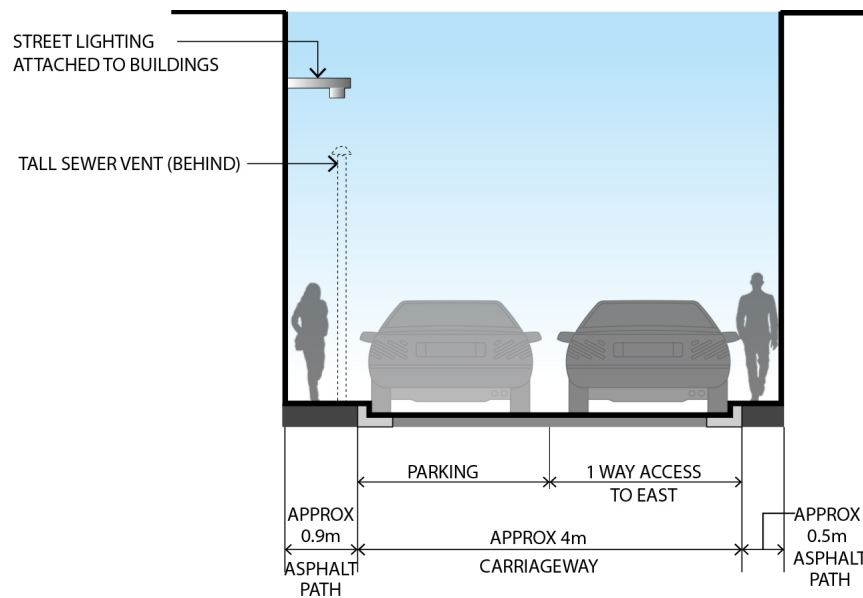 STREET LIGHTING
ATTACHED TO BUILDINGS
TALL SEWER VENT (BEHIND)
PARKING
1 WAY ACCESS
TO EAST
APPROX
0.9m
ASPHALT
PATH
APPROX 4m
CARRIAGEWAY
APPROX
0.5m
ASPHALT
PATH